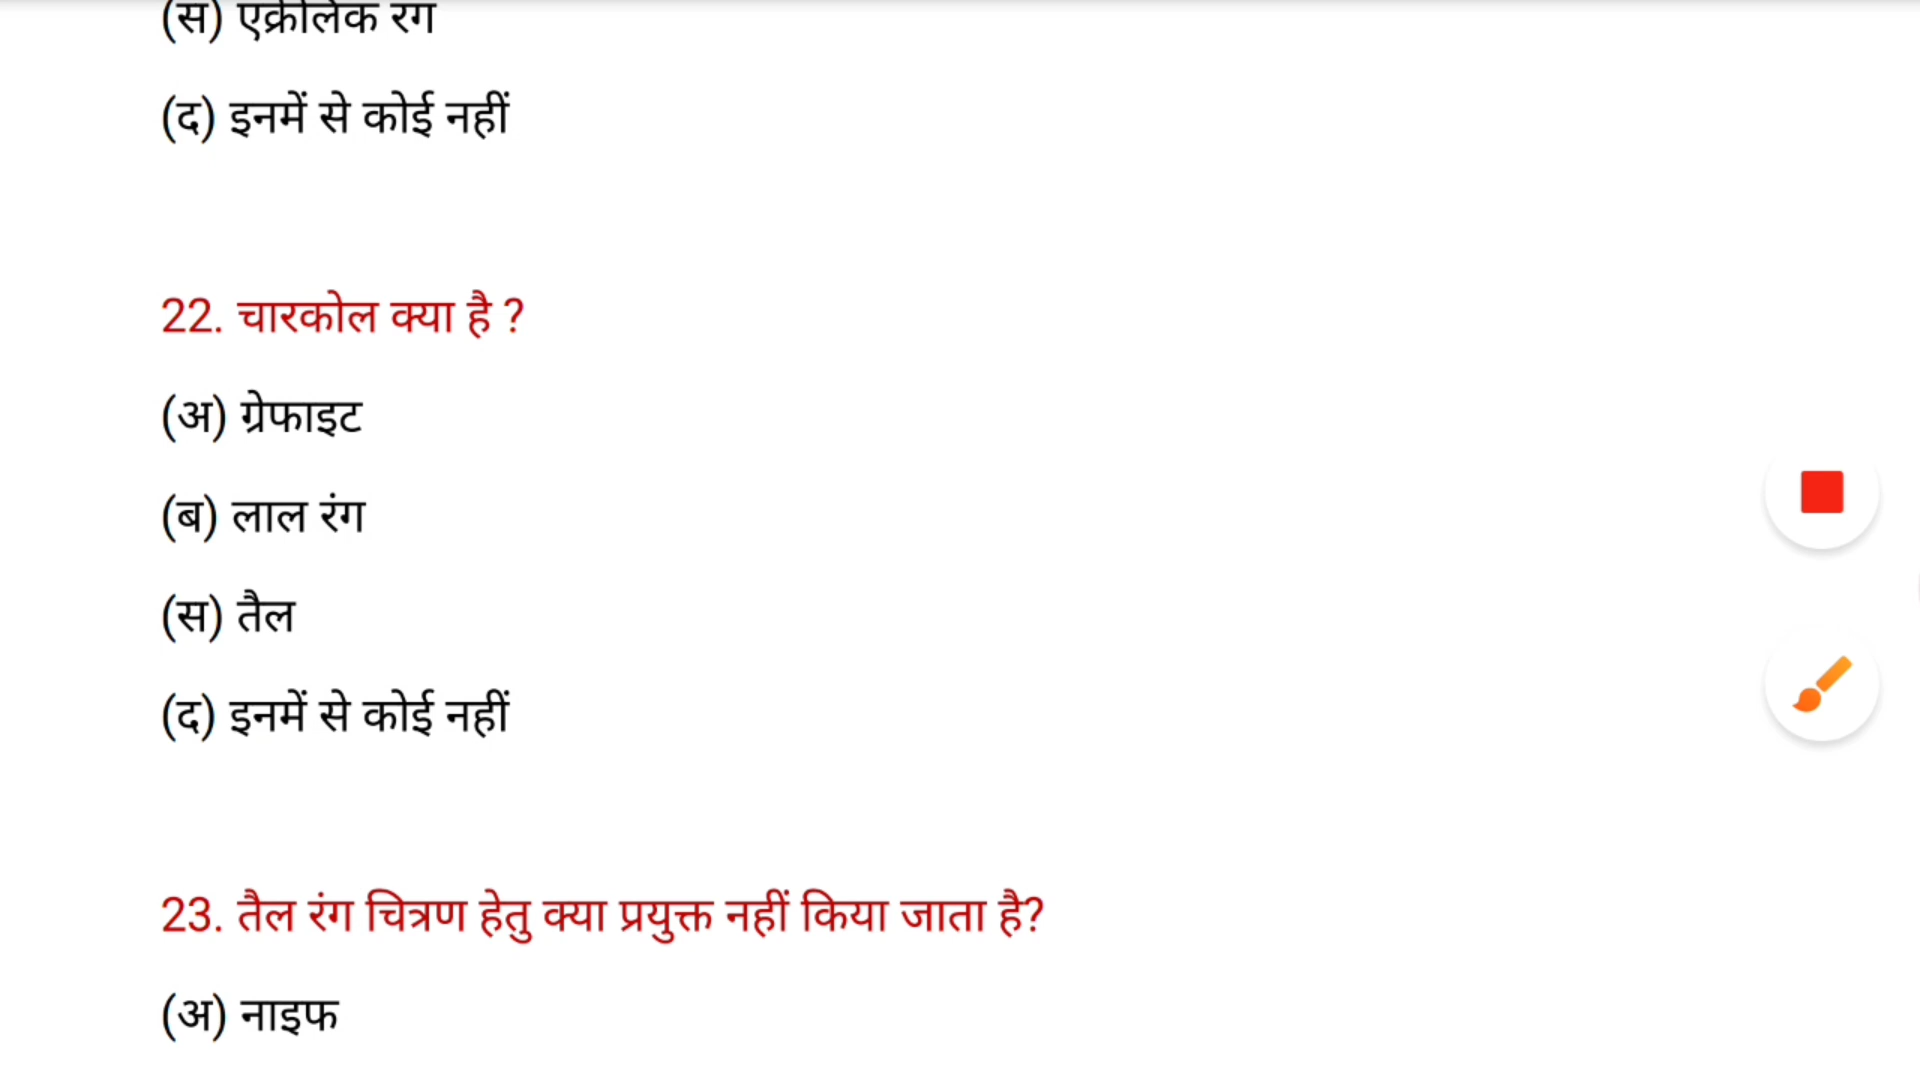 (स) एक्रेलिक रंग
(द) इनमें से कोई नहीं
22. चारकोल क्या है ?
(अ) ग्रेफाइट
(ब) लाल रंग
(स) तैल
(द) इनमें से कोई नहीं
23. तैल रंग चित्रण हेतु क्या प्रयुक्त नहीं किया जाता है?
(अ) नाइफ